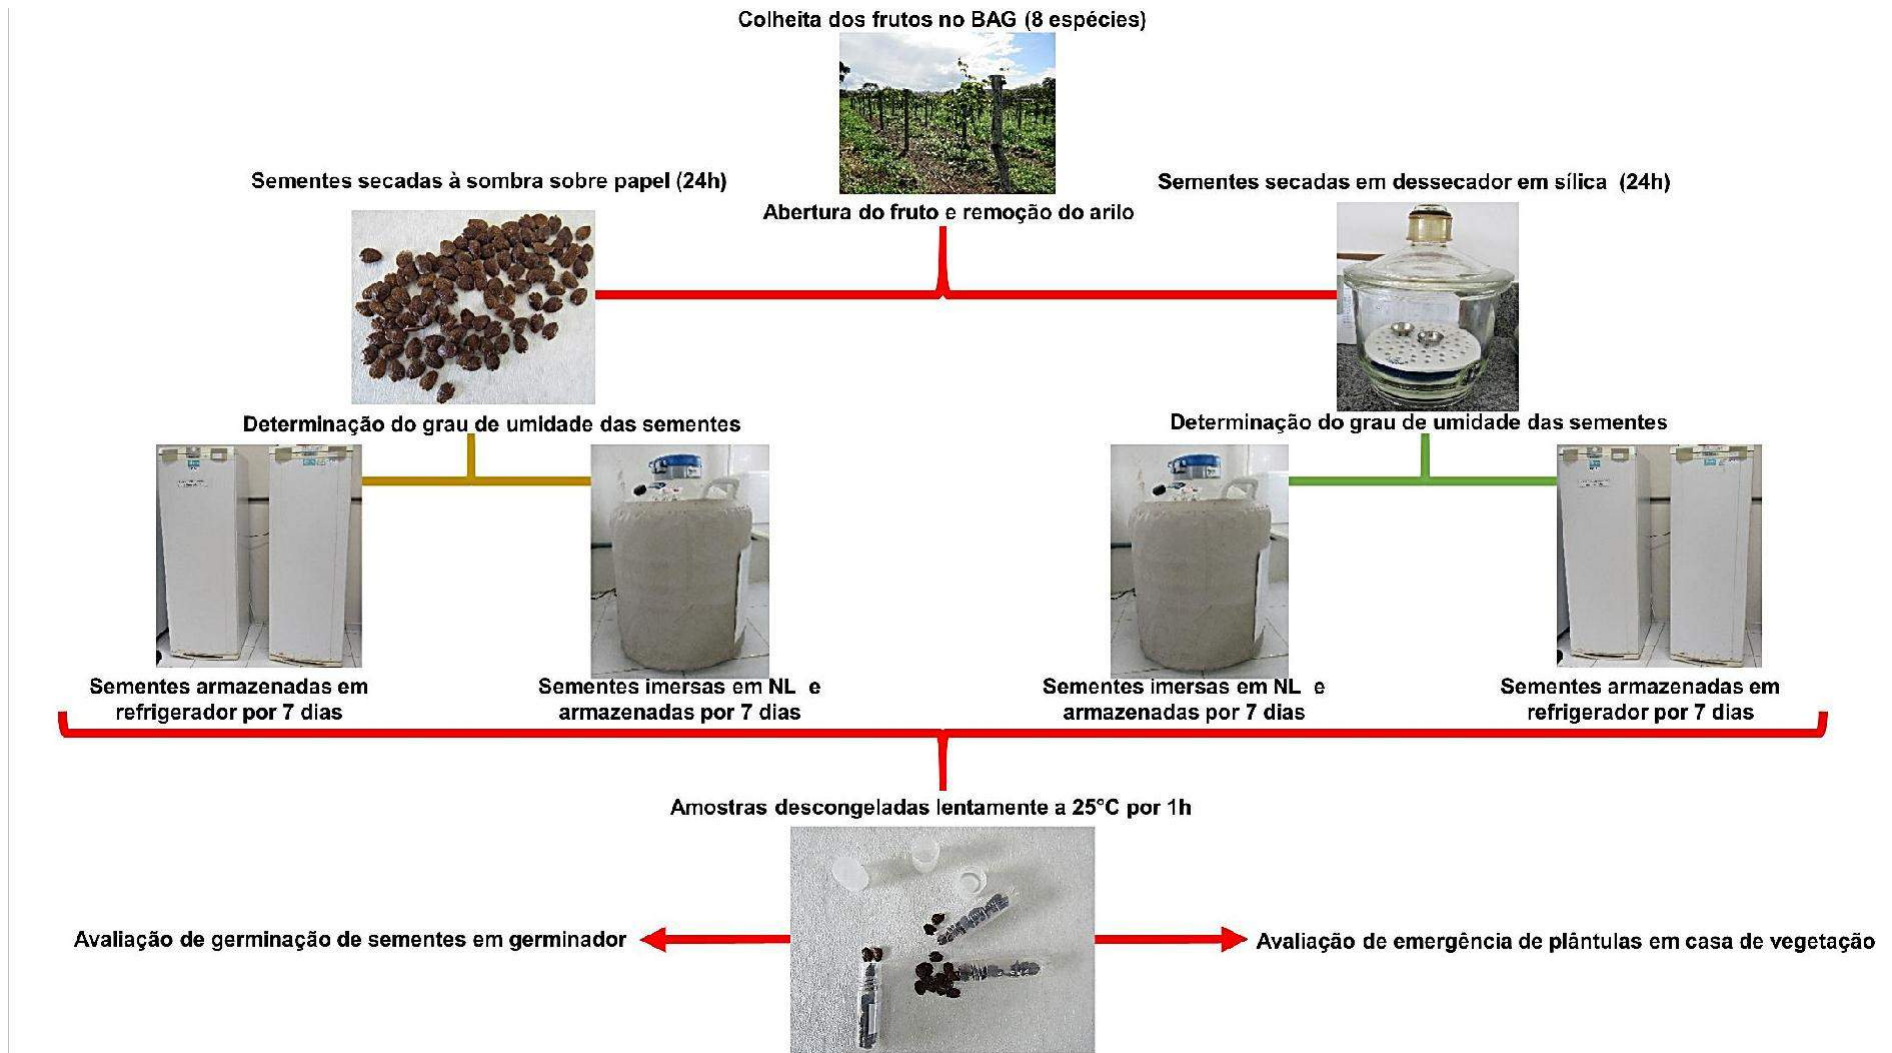 Colheita dos frutos no BAG (8 espécies)
Sementes secadas à sombra sobre papel (24h)
Sementes secadas em dessecador em sílica (24h)
Abertura do fruto e remoção do arilo
Determinação do grau de umidade das sementes
Determinação do grau de umidade das sementes
Sementes armazenadas em
refrigerador por 7 dias
Sementes imersas em NL e
armazenadas por 7 dias
Sementes imersas em NL e
armazenadas por 7 dias
Sementes armazenadas em
refrigerador por 7 dias
Amostras descongeladas lentamente a 25°C por 1h
Avaliação de germinação de sementes em germinador
Avaliação de emergência de plântulas em casa de vegetação